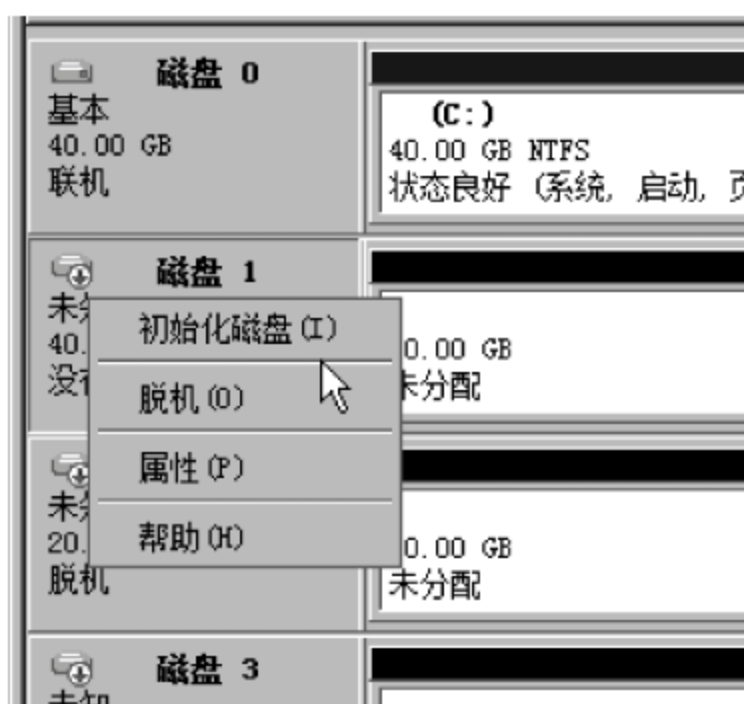 磁盘 0
基本
40.00 GB
联机
(C:)
40.00 GB NTFS
状态良好 (系统, 启动,
磁盘 1
40.
0.00 GB
分配
初始化磁盘(I)
脱机(O)
属性(P)
帮助(H)
20.
脱机
0.00 GB
未分配
磁盘 3
未知